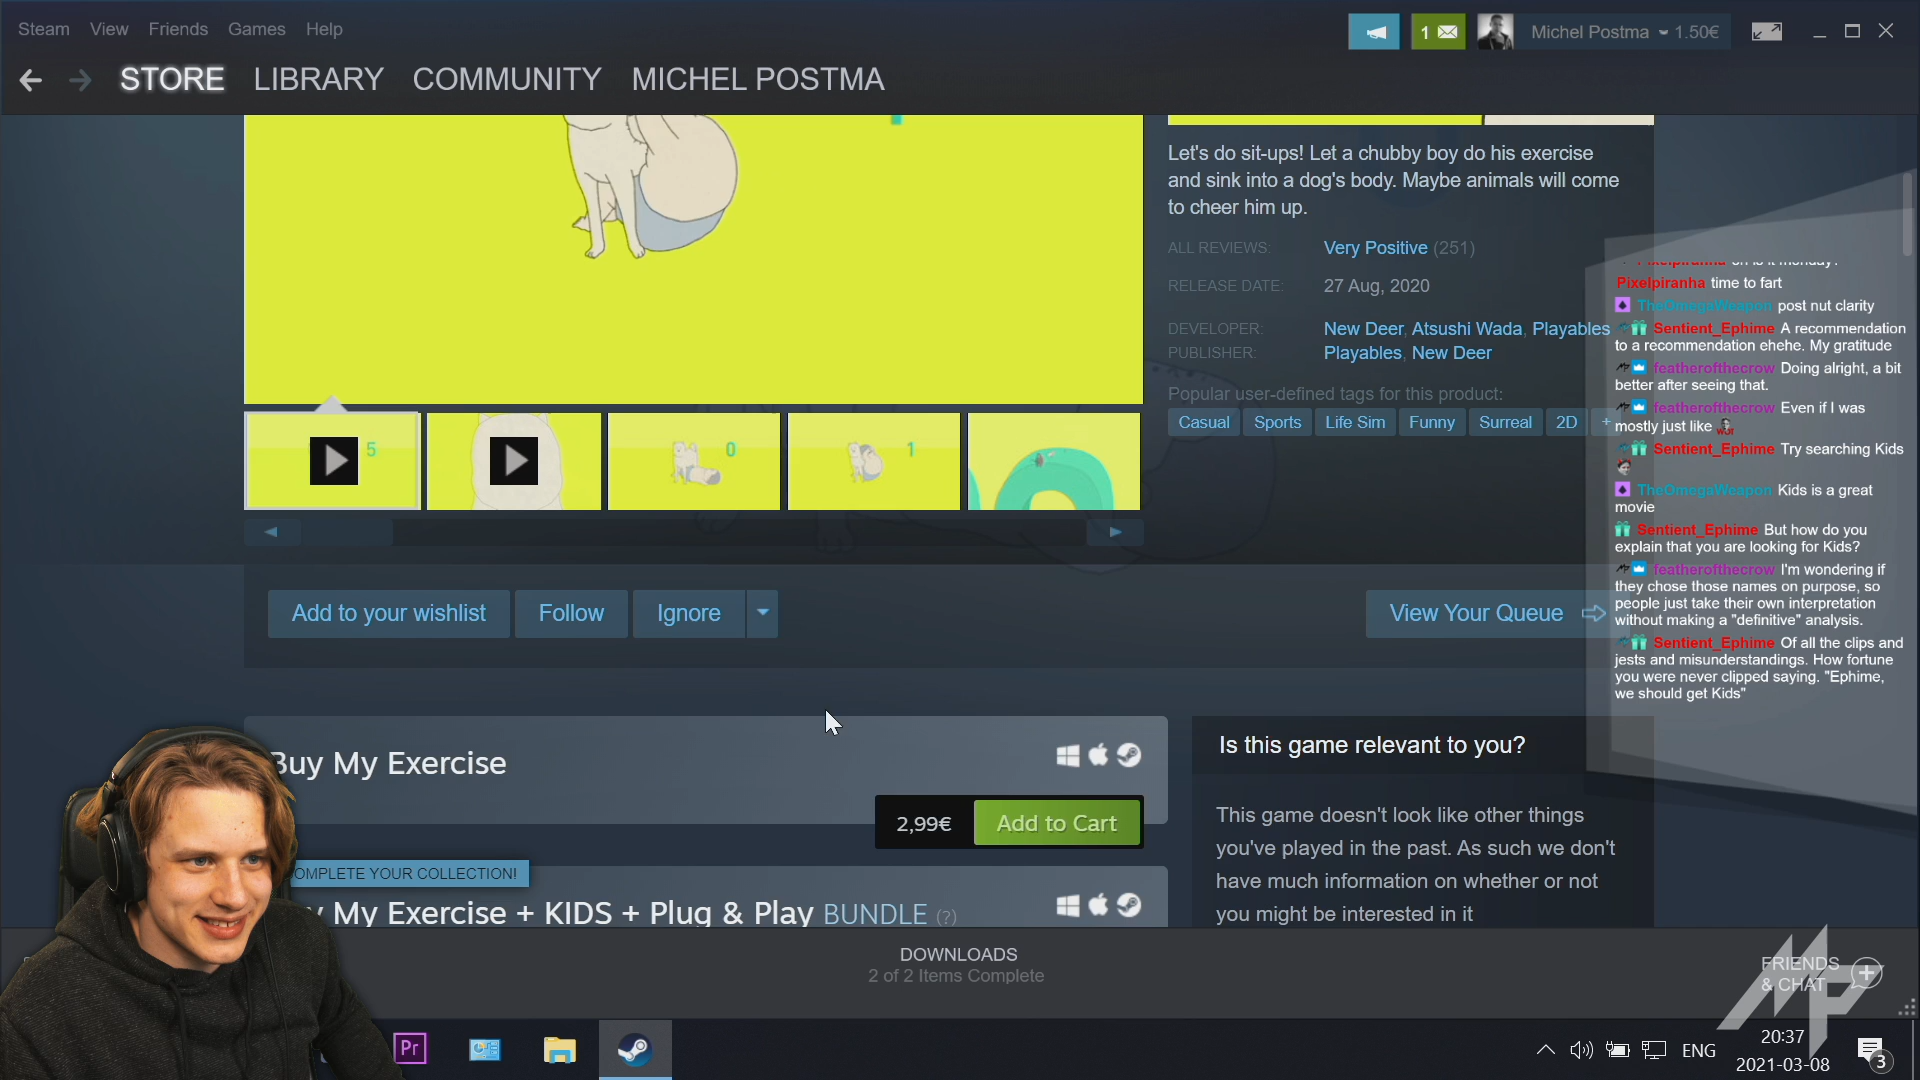 Steam View Friends Games Help
1
Michel Postma 1.50€
STORE LIBRARY COMMUNITY MICHEL POSTMA
Let's do sit-ups! Let a chubby boy do his exercise
and sink into a dog's body. Maybe animals will come
to cheer him up.
ALL REVIEWS: Very Positive (251)
RELEASE DATE: 27 Aug, 2020
DEVELOPER: New Deer, Atsushi Wada, Playables
PUBLISHER: Playables, New Deer
Popular user-defined tags for this product:
Casual Sports Life Sim Funny Surreal 2D +
5
0
1
Add to your wishlist Follow Ignore
View Your Queue
Buy My Exercise
2,99€ Add to Cart
OMPLETE YOUR COLLECTION!
My Exercise + KIDS + Plug & Play BUNDLE (?)
Is this game relevant to you?
This game doesn't look like other things
you've played in the past. As such we don't
have much information on whether or not
you might be interested in it
Pixelpiranha oh is it monday?
Pixelpiranha time to fart
TheOmegaWeapon post nut clarity
Sentient_Ephime A recommendation
to a recommendation ehehe. My gratitude
featherofthecrow Doing alright, a bit
better after seeing that.
featherofthecrow Even if I was
mostly just like
Sentient_Ephime Try searching Kids
TheOmegaWeapon Kids is a great
movie
Sentient_Ephime But how do you
explain that you are looking for Kids?
featherofthecrow I'm wondering if
they chose those names on purpose, so
people just take their own interpretation
without making a "definitive" analysis.
Sentient_Ephime Of all the clips and
jests and misunderstandings. How fortune
you were never clipped saying. "Ephime,
we should get Kids"
DOWNLOADS
2 of 2 Items Complete
FRIENDS
& CHAT
MP
Pr
ENG
20:37
2021-03-08
3